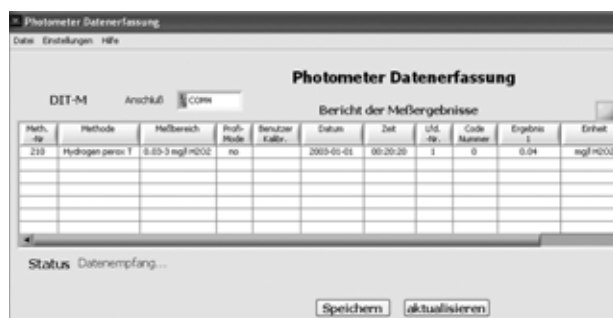 Photometer Datenerfassung
Datei Einstellungen Hilfe
Photometer Datenerfassung
DIT-M Anschluß COM4
Bericht der Meßergebnisse
Meth. -Nr Methode Meßbereich Profi-Mode Benutzer Kalibr. Datum Zeit Lfd. -Nr. Code Nummer Ergebnis 1 Einheit
210 Hydrogen perox T 0.03-3 mg/l H2O2 no 2003-01-01 00:20:20 1 0 0.04 mg/l H2O2
Status Datenempfang...
Speichern aktualisieren